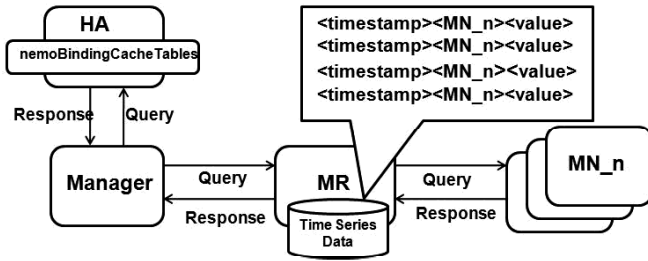 HA
nemoBindingCacheTables
<timestamp><MN_n><value>
<timestamp><MN_n><value>
<timestamp><MN_n><value>
<timestamp><MN_n><value>
Response
Query
Manager
Query
Response
MR
Time Series
Data
Query
Response
MN_n